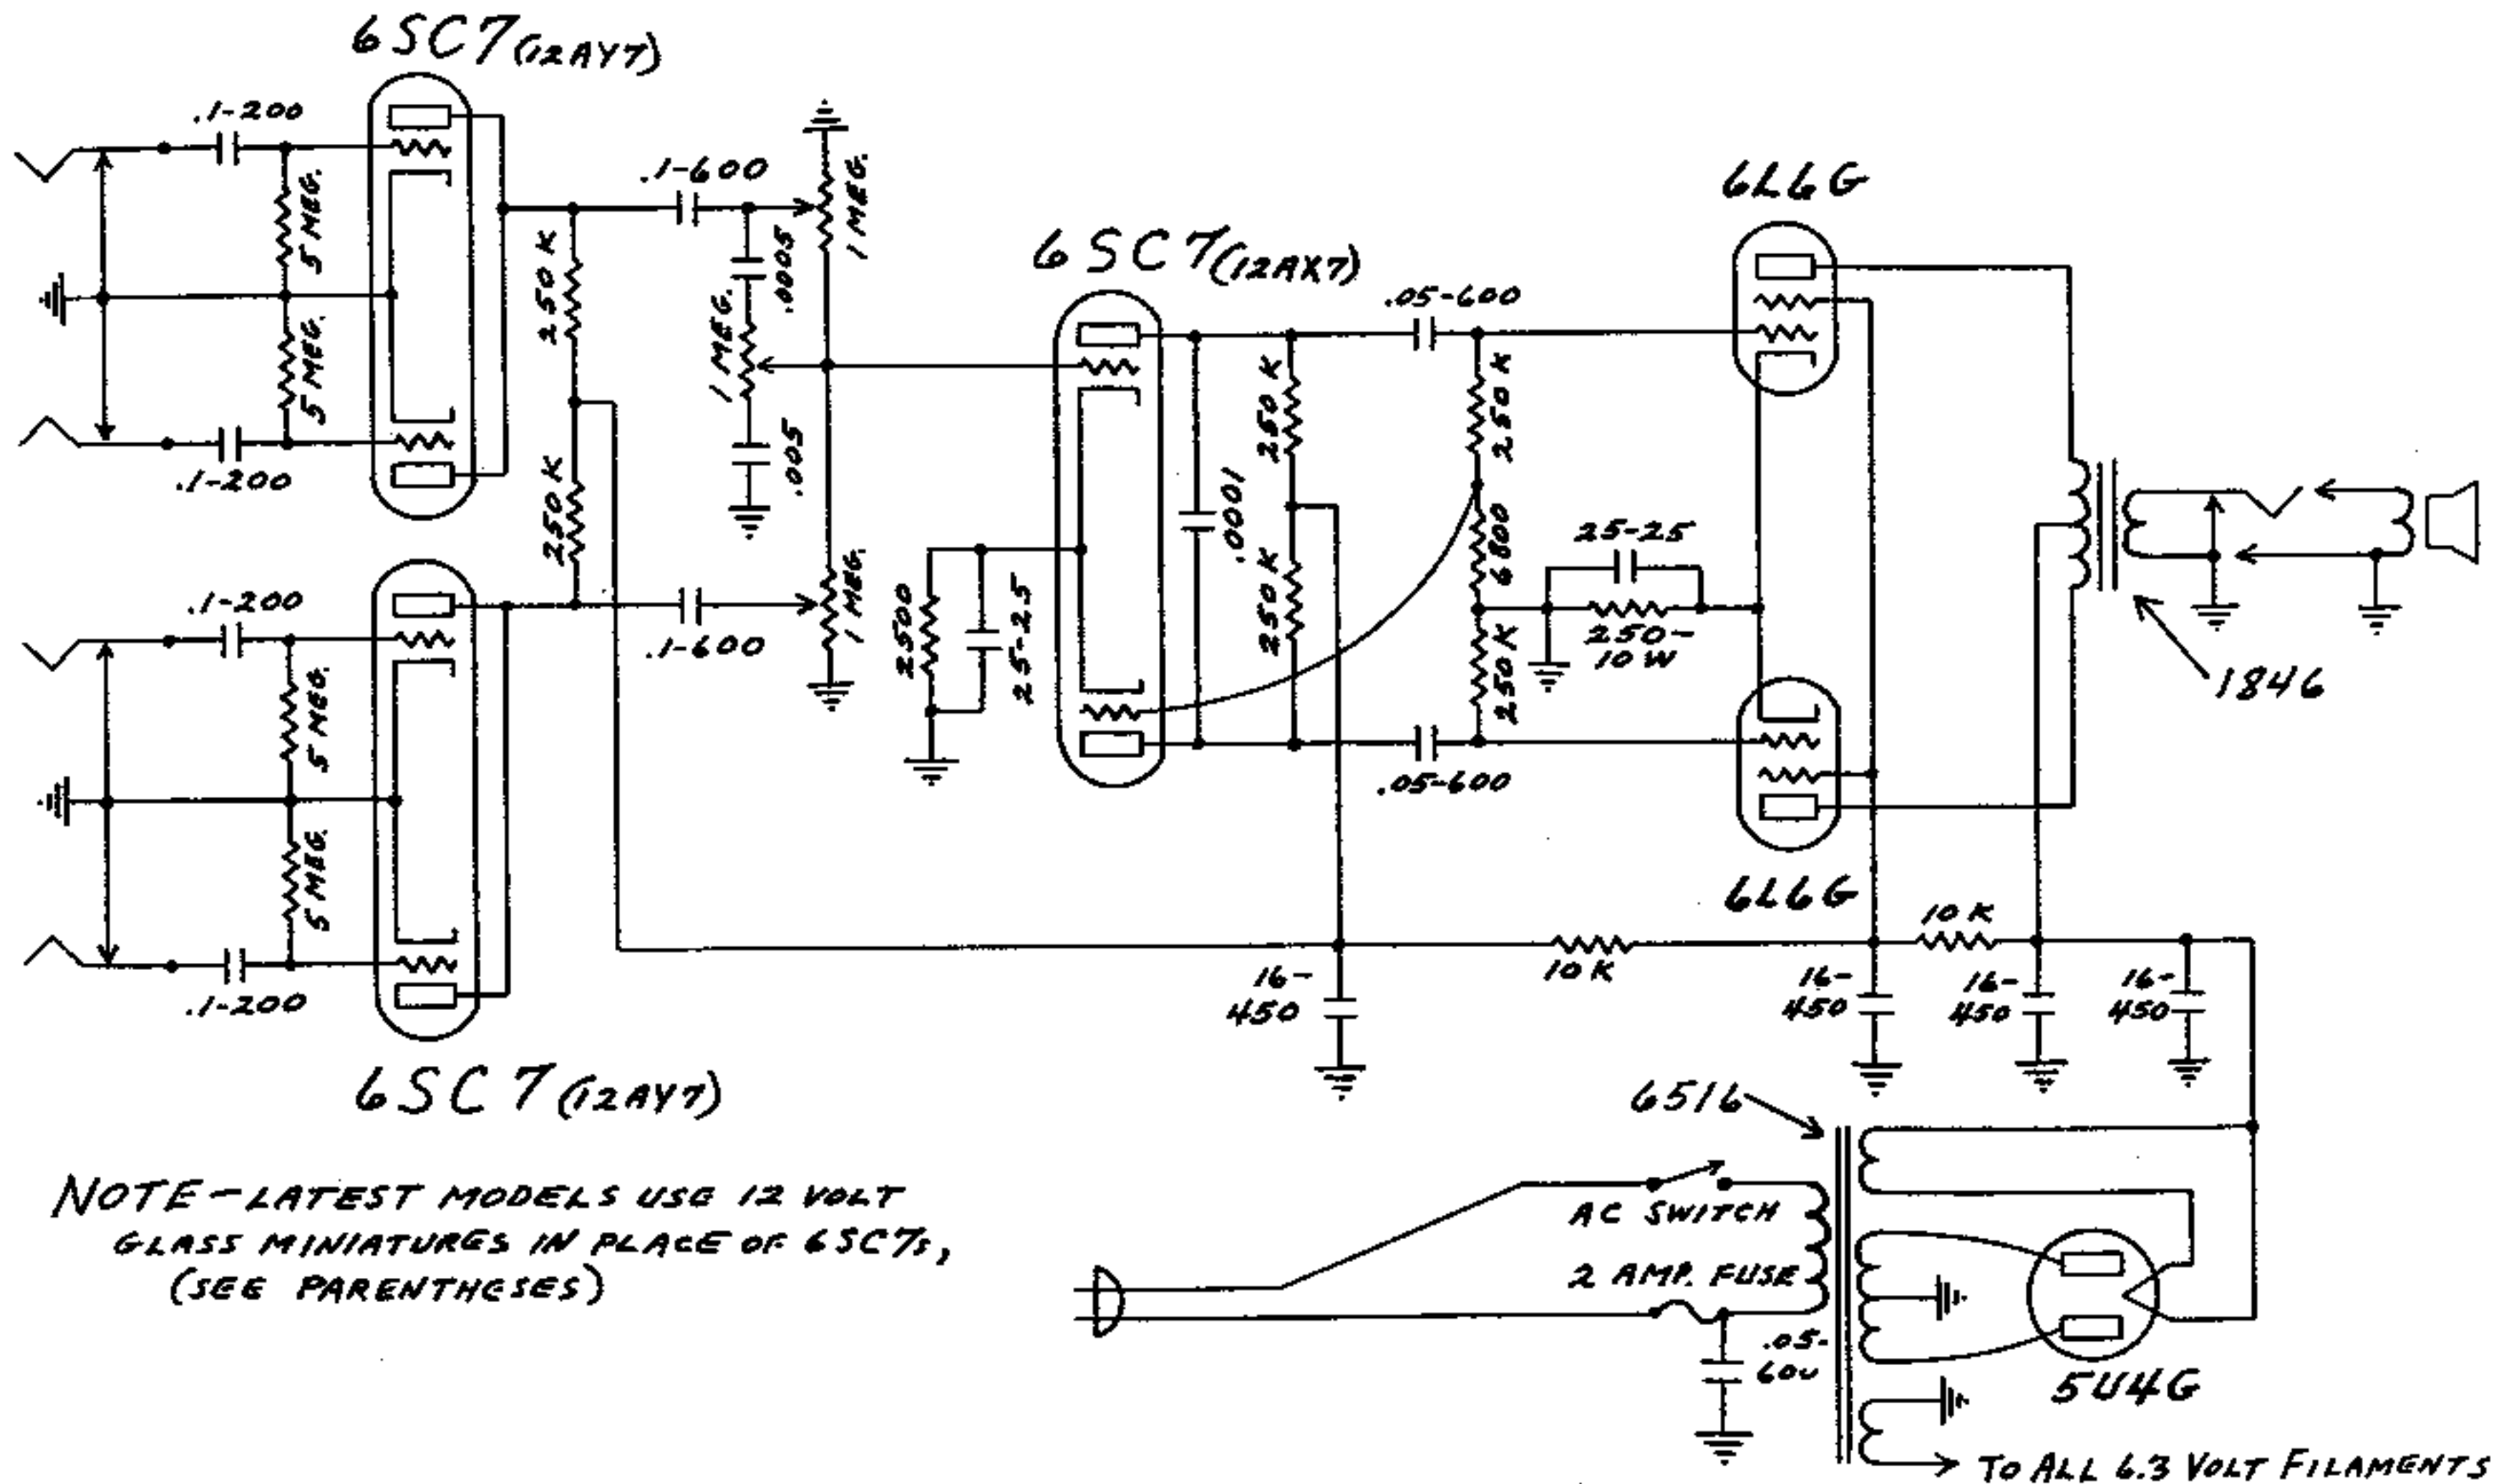 6SC7 (12AY7)
.1-200
5 MEG.
5 MEG.
.1-200
250 K
250 K
.1-600
1 MEG.
.0005
1 MEG.
.005
1 MEG.
.1-600
.1-200
5 MEG.
5 MEG.
.1-200
6SC7 (12AY7)
6SC7 (12AX7)
2500
25-25
.0001
250 K
250 K
.05-600
250 K
6800
250 K
.05-600
25-25
250-
10 W
6L6G
6L6G
1846
10 K
10 K
16-
450
16-
450
16-
450
16-
450
6516
AC SWITCH
2 AMP. FUSE
.05-
600
5U4G
TO ALL 6.3 VOLT FILAMENTS
NOTE - LATEST MODELS USE 12 VOLT
GLASS MINIATURES IN PLACE OF 6SC7s,
(SEE PARENTHESES)